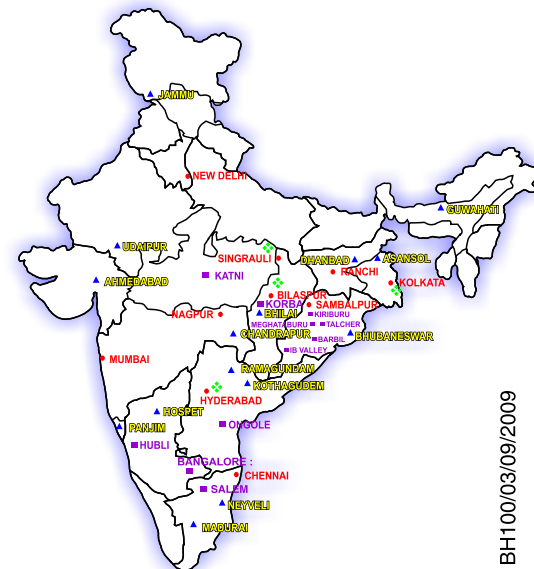 JAMMU
NEW DELHI
GUWAHATI
UDAIPUR
SINGRAULI
DHANBAD
ASANSOL
KATNI
RANCHI
AHMEDABAD
KOLKATA
BILASPUR
KORBA
SAMBALPUR
NAGPUR
BHILAI
KIRIBURU
MEGHATABURU
TALCHER
CHANDRAPUR
BHUBANESWAR
BARBIL
IB VALLEY
MUMBAI
RAMAGUNDAM
KOTHAGUDEM
HYDERABAD
HOSPET
PANJIM
ONGOLE
HUBLI
BANGALORE :
CHENNAI
SALEM
NEYVELI
MADURAI
BH100/03/09/2009